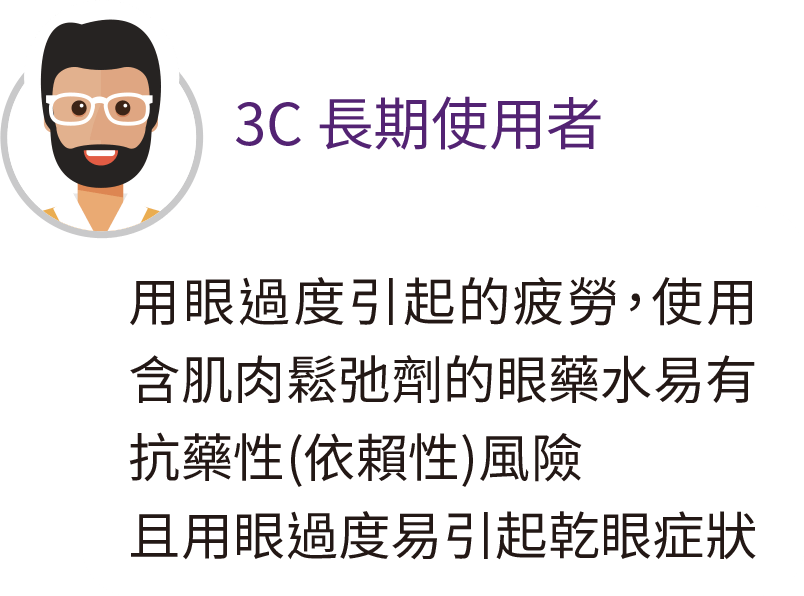 3C 長期使用者
用眼過度引起的疲勞，使用
含肌肉鬆弛劑的眼藥水易有
抗藥性(依賴性)風險
且用眼過度易引起乾眼症狀